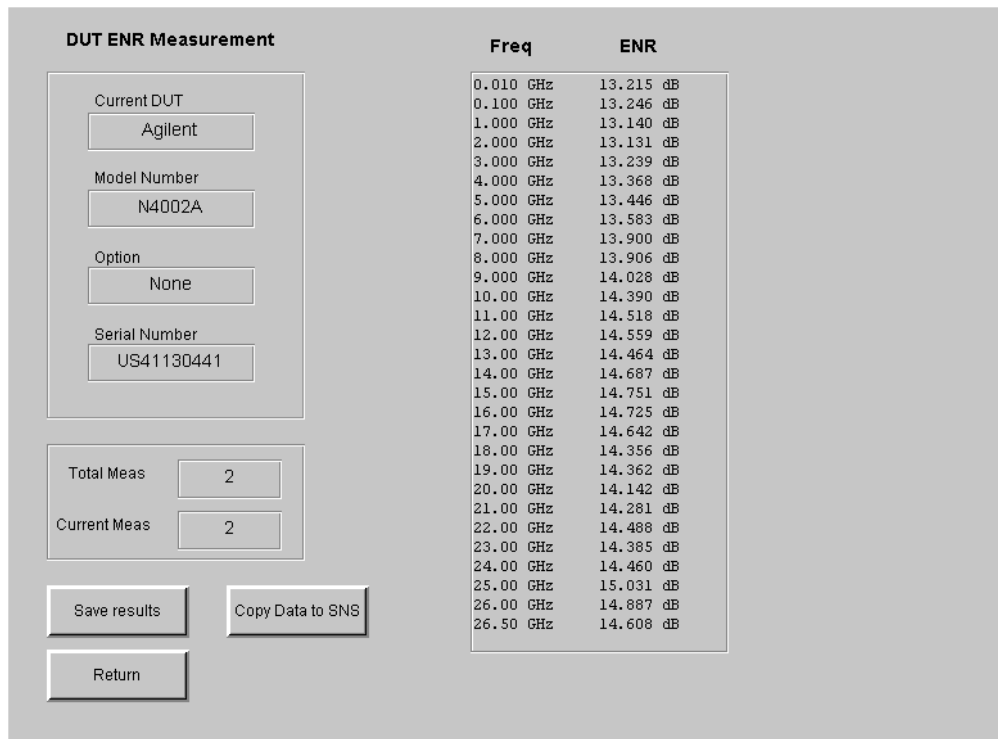 DUT ENR Measurement
Current DUT
Agilent
Model Number
N4002A
Option
None
Serial Number
US41130441
Total Meas 2
Current Meas 2
Save results
Copy Data to SNS
Return
Freq ENR
0.010 GHz 13.215 dB
0.100 GHz 13.246 dB
1.000 GHz 13.140 dB
2.000 GHz 13.131 dB
3.000 GHz 13.239 dB
4.000 GHz 13.368 dB
5.000 GHz 13.446 dB
6.000 GHz 13.583 dB
7.000 GHz 13.900 dB
8.000 GHz 13.906 dB
9.000 GHz 14.028 dB
10.00 GHz 14.390 dB
11.00 GHz 14.518 dB
12.00 GHz 14.559 dB
13.00 GHz 14.464 dB
14.00 GHz 14.687 dB
15.00 GHz 14.751 dB
16.00 GHz 14.725 dB
17.00 GHz 14.642 dB
18.00 GHz 14.356 dB
19.00 GHz 14.362 dB
20.00 GHz 14.142 dB
21.00 GHz 14.281 dB
22.00 GHz 14.488 dB
23.00 GHz 14.385 dB
24.00 GHz 14.460 dB
25.00 GHz 15.031 dB
26.00 GHz 14.887 dB
26.50 GHz 14.608 dB